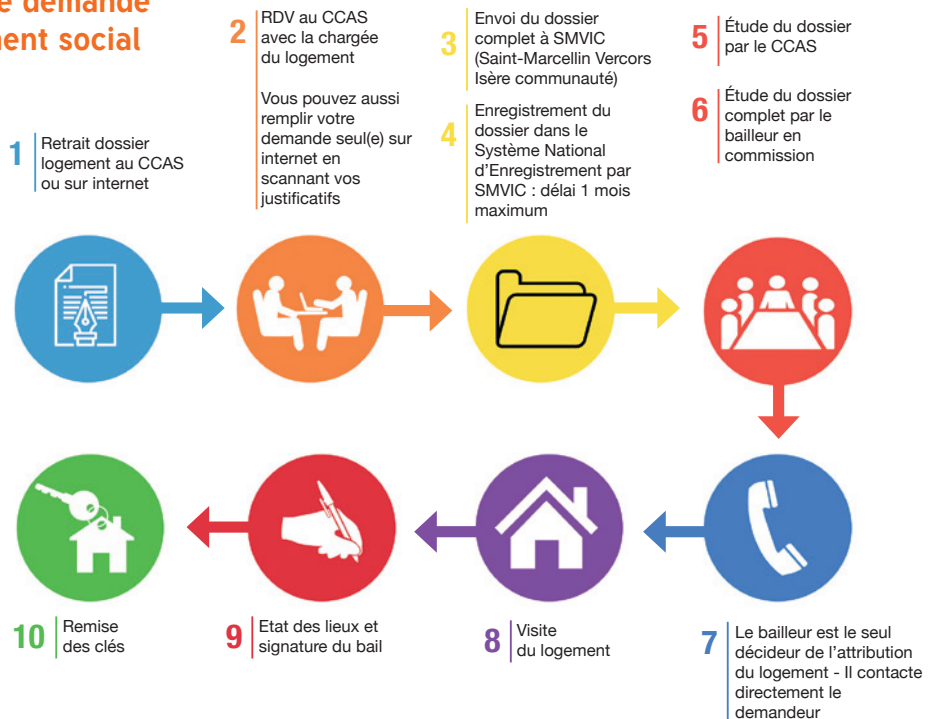 demande
social
1
Retrait dossier
logement au CCAS
ou sur internet
2
RDV au CCAS
avec la chargée
du logement
Vous pouvez aussi
remplir votre
demande seul(e) sur
internet en
scannant vos
justificatifs
3
Envoi du dossier
complet à SMVIC
(Saint-Marcellin Vercors
Isère communauté)
4
Enregistrement du
dossier dans le
Système National
d'Enregistrement par
SMVIC : délai 1 mois
maximum
5
Étude du dossier
par le CCAS
6
Étude du dossier
complet par le
bailleur en
commission
7
Le bailleur est le seul
décideur de l'attribution
du logement - Il contacte
directement le
demandeur
8
Visite
du logement
9
Etat des lieux et
signature du bail
10
Remise
des clés